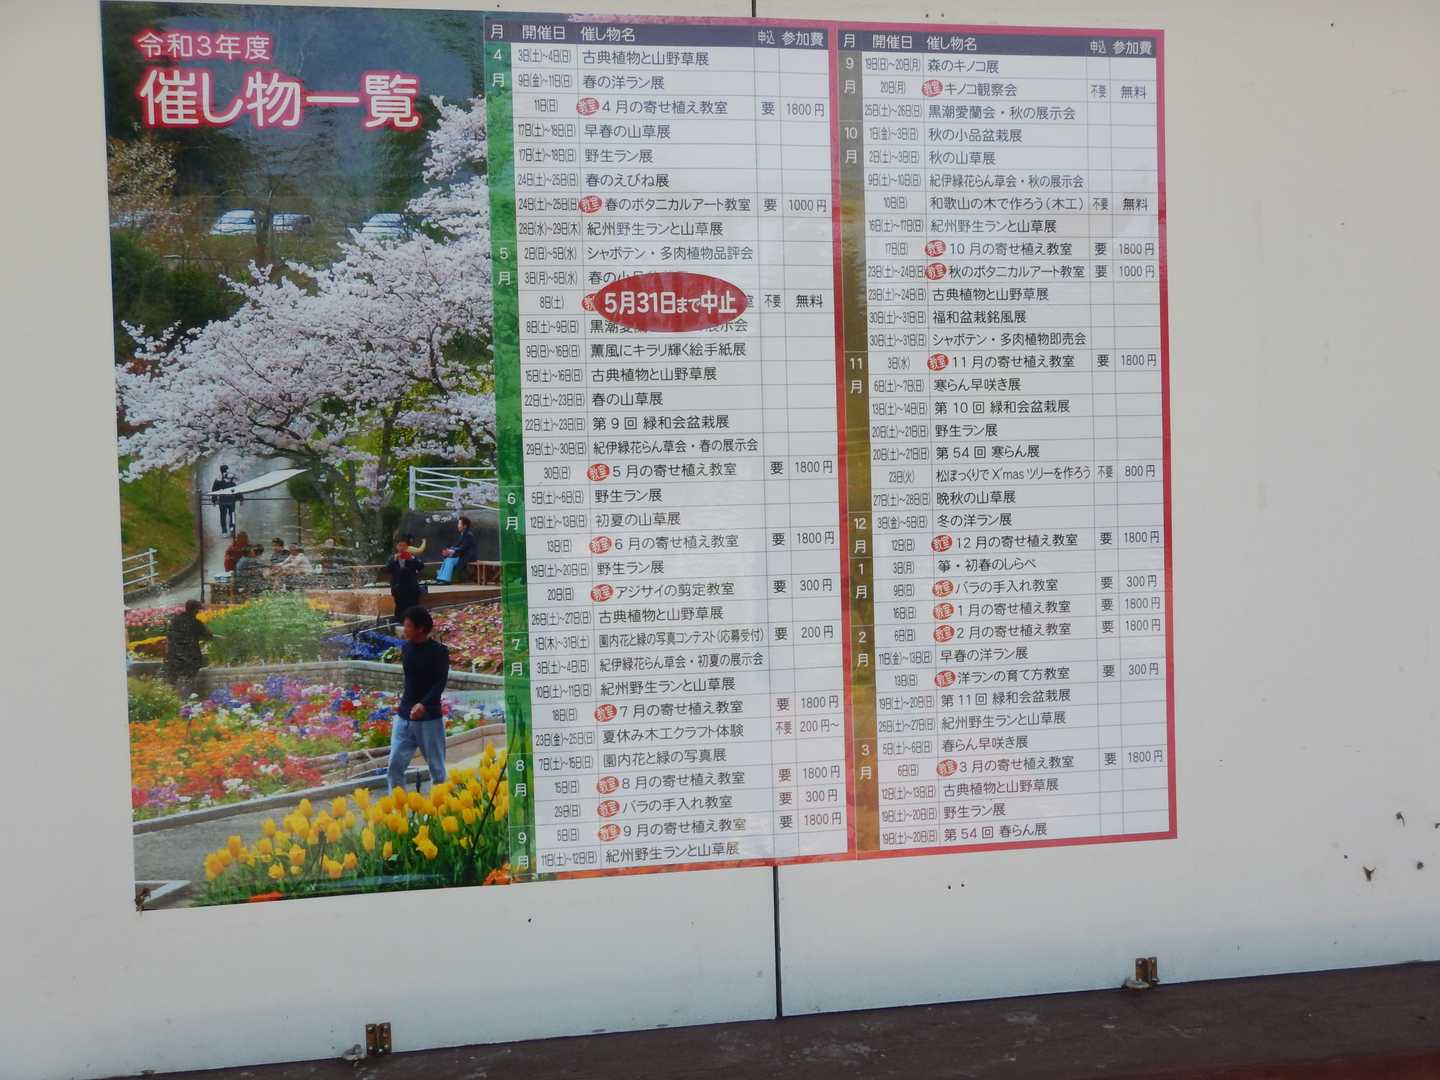 令和3年度
催し物一覧
月 開催日 催し物名 申込 参加費
4月 3日(土)~4日(日) 古典植物と山野草展
9日(金)~11日(日) 春の洋ラン展
11日(日) 教室 4月の寄せ植え教室 要 1800円
17日(土)~18日(日) 早春の山草展
17日(土)~18日(日) 野生ラン展
24日(土)~25日(日) 春のえびね展
24日(土)~25日(日) 教室 春のボタニカルアート教室 要 1000円
28日(水)~29日(木) 紀州野生ランと山草展
5月 2日(日)~5日(水) シャボテン・多肉植物品評会
3日(月)~5日(水) 春の小品
8日(土) 不要 無料
5月31日まで中止
8日(土)~9日(日) 黒潮愛蘭 展示会
9日(日)~16日(日) 薫風にキラリ輝く絵手紙展
15日(土)~16日(日) 古典植物と山野草展
22日(土)~23日(日) 春の山草展
22日(土)~23日(日) 第9回 緑和会盆栽展
29日(土)~30日(日) 紀伊緑花らん草会・春の展示会
30日(日) 教室 5月の寄せ植え教室 要 1800円
6月 5日(土)~6日(日) 野生ラン展
12日(土)~13日(日) 初夏の山草展
13日(日) 教室 6月の寄せ植え教室 要 1800円
19日(土)~20日(日) 野生ラン展
20日(日) 教室 アジサイの剪定教室 要 300円
26日(土)~27日(日) 古典植物と山野草展
7月 1日(木)~31日(土) 園内花と緑の写真コンテスト(応募受付) 要 200円
3日(土)~4日(日) 紀伊緑花らん草会・初夏の展示会
10日(土)~11日(日) 紀州野生ランと山草展
18日(日) 教室 7月の寄せ植え教室 要 1800円
23日(金)~25日(日) 夏休み木工クラフト体験 不要 200円~
8月 7日(土)~15日(日) 園内花と緑の写真展
15日(日) 教室 8月の寄せ植え教室 要 1800円
29日(日) 教室 バラの手入れ教室 要 300円
9月 5日(日) 教室 9月の寄せ植え教室 要 1800円
11日(土)~12日(日) 紀州野生ランと山草展
月 開催日 催し物名 申込 参加費
9月 19日(日)~20日(月) 森のキノコ展
20日(月) 教室 キノコ観察会 不要 無料
25日(土)~26日(日) 黒潮愛蘭会・秋の展示会
10月 1日(金)~3日(日) 秋の小品盆栽展
2日(土)~3日(日) 秋の山草展
9日(土)~10日(日) 紀伊緑花らん草会・秋の展示会
10日(日) 和歌山の木で作ろう(木工) 不要 無料
16日(土)~17日(日) 紀州野生ランと山草展
17日(日) 教室 10月の寄せ植え教室 要 1800円
23日(土)~24日(日) 教室 秋のボタニカルアート教室 要 1000円
23日(土)~24日(日) 古典植物と山野草展
30日(土)~31日(日) 福和盆栽銘風展
30日(土)~31日(日) シャボテン・多肉植物即売会
11月 3日(水) 教室 11月の寄せ植え教室 要 1800円
6日(土)~7日(日) 寒らん早咲き展
13日(土)~14日(日) 第10回 緑和会盆栽展
20日(土)~21日(日) 野生ラン展
20日(土)~21日(日) 第54回 寒らん展
23日(火) 松ぼっくりでX'masツリーを作ろう 不要 800円
27日(土)~28日(日) 晩秋の山草展
12月 3日(金)~5日(日) 冬の洋ラン展
12日(日) 教室 12月の寄せ植え教室 要 1800円
1月 3日(月) 箏・初春のしらべ
9日(日) 教室 バラの手入れ教室 要 300円
16日(日) 教室 1月の寄せ植え教室 要 1800円
2月 6日(日) 教室 2月の寄せ植え教室 要 1800円
11日(金)~13日(日) 早春の洋ラン展
13日(日) 教室 洋ランの育て方教室 要 300円
19日(土)~20日(日) 第11回 緑和会盆栽展
26日(土)~27日(日) 紀州野生ランと山草展
3月 5日(土)~6日(日) 春らん早咲き展
6日(日) 教室 3月の寄せ植え教室 要 1800円
12日(土)~13日(日) 古典植物と山野草展
19日(土)~20日(日) 野生ラン展
19日(土)~20日(日) 第54回 春らん展